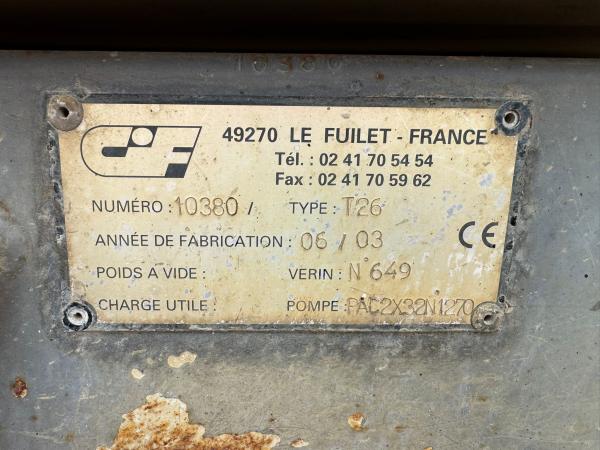 10380
49270 LE FUILET - FRANCE
Tél. : 02 41 70 54 54
Fax : 02 41 70 59 62
NUMÉRO : 10380 / TYPE : T26
ANNÉE DE FABRICATION : 06 / 03 CE
POIDS A VIDE : VERIN : N 649
CHARGE UTILE : POMPE : PAC2X32N1270